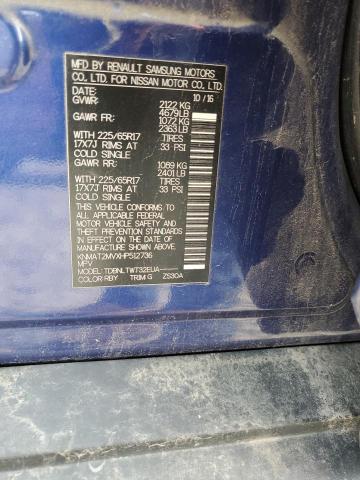 MFD BY RENAULT SAMSUNG MOTORS
CO., LTD. FOR NISSAN MOTOR CO., LTD.
DATE: 10 / 16
GVWR: 2122 KG
4679 LB
GAWR FR: 1072 KG
2363 LB
WITH 225/65R17 TIRES
17X7J RIMS AT 33 PSI
COLD SINGLE
GAWR RR: 1089 KG
2401 LB
WITH 225/65R17 TIRES
17X7J RIMS AT 33 PSI
COLD SINGLE
THIS VEHICLE CONFORMS TO ALL
APPLICABLE FEDERAL MOTOR
VEHICLE SAFETY STANDARDS IN
EFFECT ON THE DATE OF
MANUFACTURE SHOWN ABOVE.
KNMAT2MVXHP512736
MPV
MODEL: TDBNLTWT32EUA
COLOR: RBY TRIM: G ZS30A